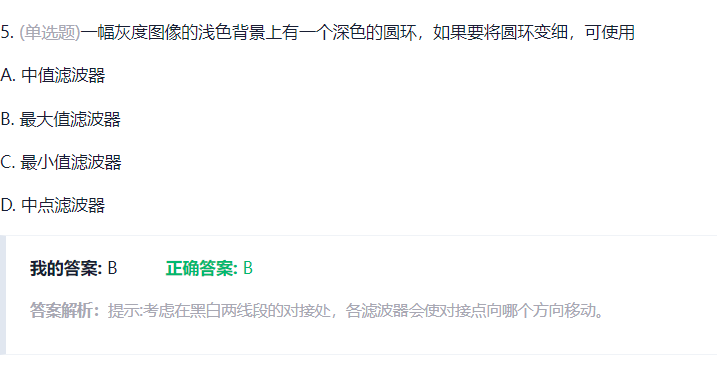 5. (单选题)一幅灰度图像的浅色背景上有一个深色的圆环，如果要将圆环变细，可使用
A. 中值滤波器
B. 最大值滤波器
C. 最小值滤波器
D. 中点滤波器
我的答案: B 正确答案: B
答案解析：提示:考虑在黑白两线段的对接处，各滤波器会使对接点向哪个方向移动。